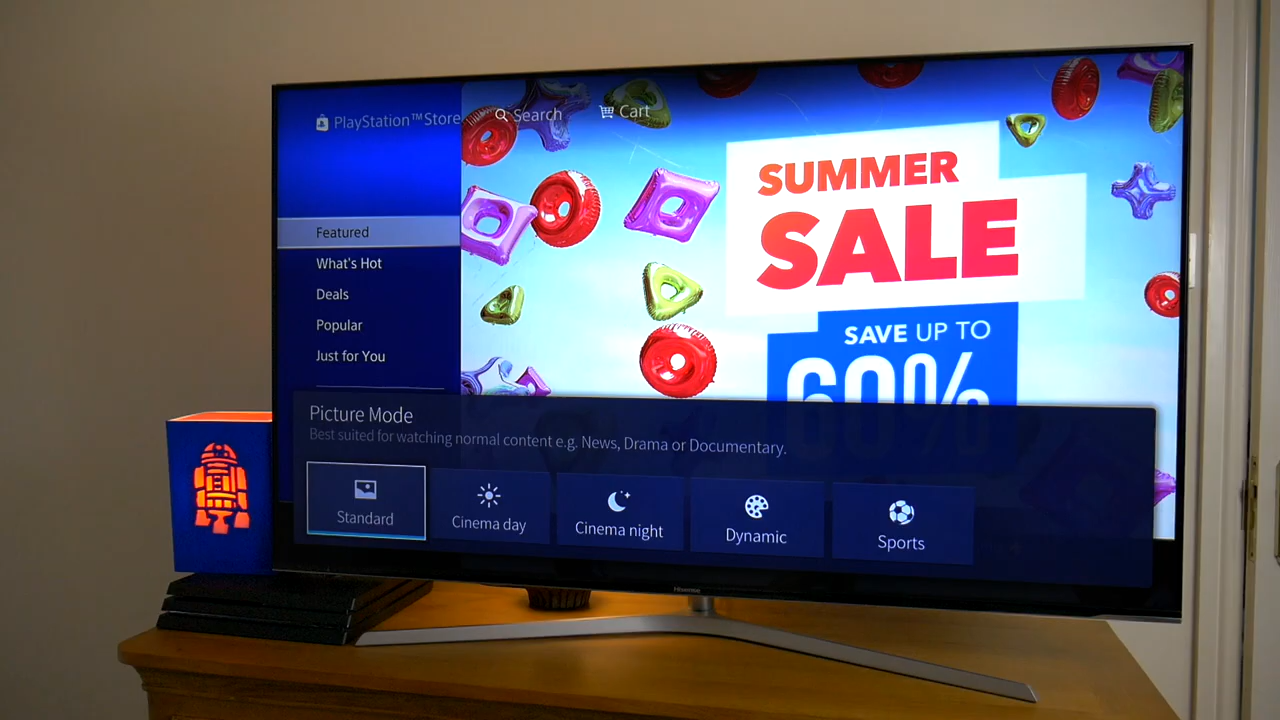 PlayStation™Store
Search
Cart
Featured
What's Hot
Deals
Popular
Just for You
SUMMER
SALE
SAVE UP TO
60%
Picture Mode
Best suited for watching normal content e.g. News, Drama or Documentary.
Standard
Cinema day
Cinema night
Dynamic
Sports
Hisense